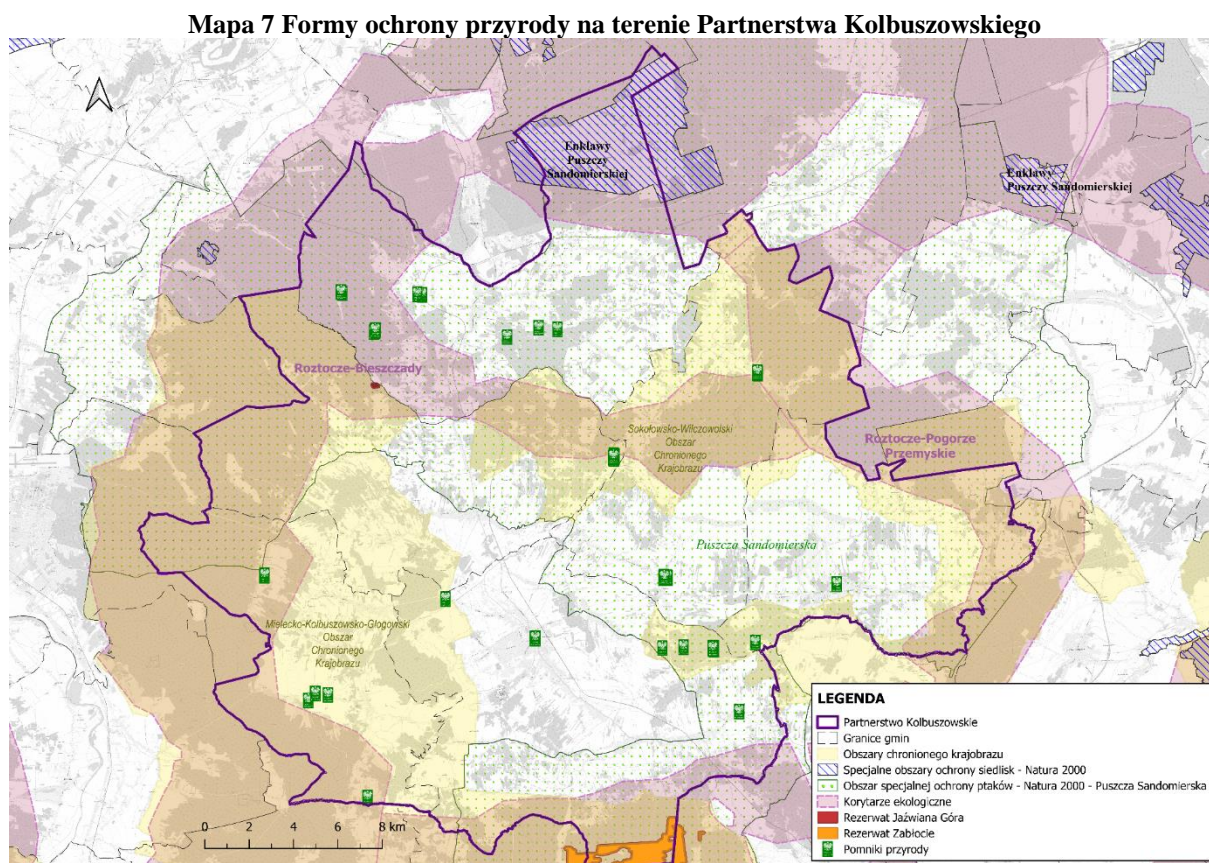 Mapa 7 Formy ochrony przyrody na terenie Partnerstwa Kolbuszowskiego
Enklawy
Puszczy
Sandomierskiej
Enklawy
Puszczy Sandomierskiej
Roztocze-Bieszczady
Sokołowsko-Wilczowolski
Obszar
Chronionego
Krajobrazu
Roztocze-Pogorze
Przemyskie
Puszcza Sandomierska
Mielecko-Kolbuszowsko-Głogowski
Obszar
Chronionego
Krajobrazu
0 2 4 6 8 km
LEGENDA
Partnerstwo Kolbuszowskie
Granice gmin
Obszary chronionego krajobrazu
Specjalne obszary ochrony siedlisk - Natura 2000
Obszar specjalnej ochrony ptaków - Natura 2000 - Puszcza Sandomierska
Korytarze ekologiczne
Rezerwat Jaźwiana Góra
Rezerwat Zabłocie
Pomniki przyrody